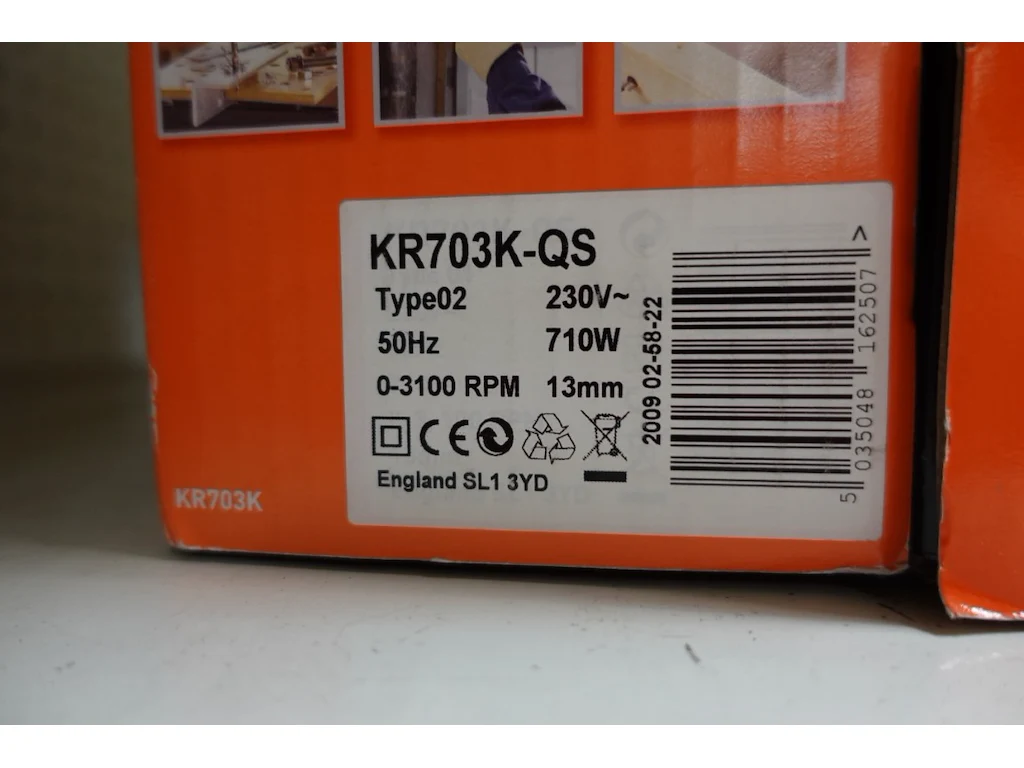 KR703K-QS
Type02 230V~
50Hz 710W
0-3100 RPM 13mm
CE
England SL1 3YD
2009 02-58-22
5 035048 162507 >
KR703K